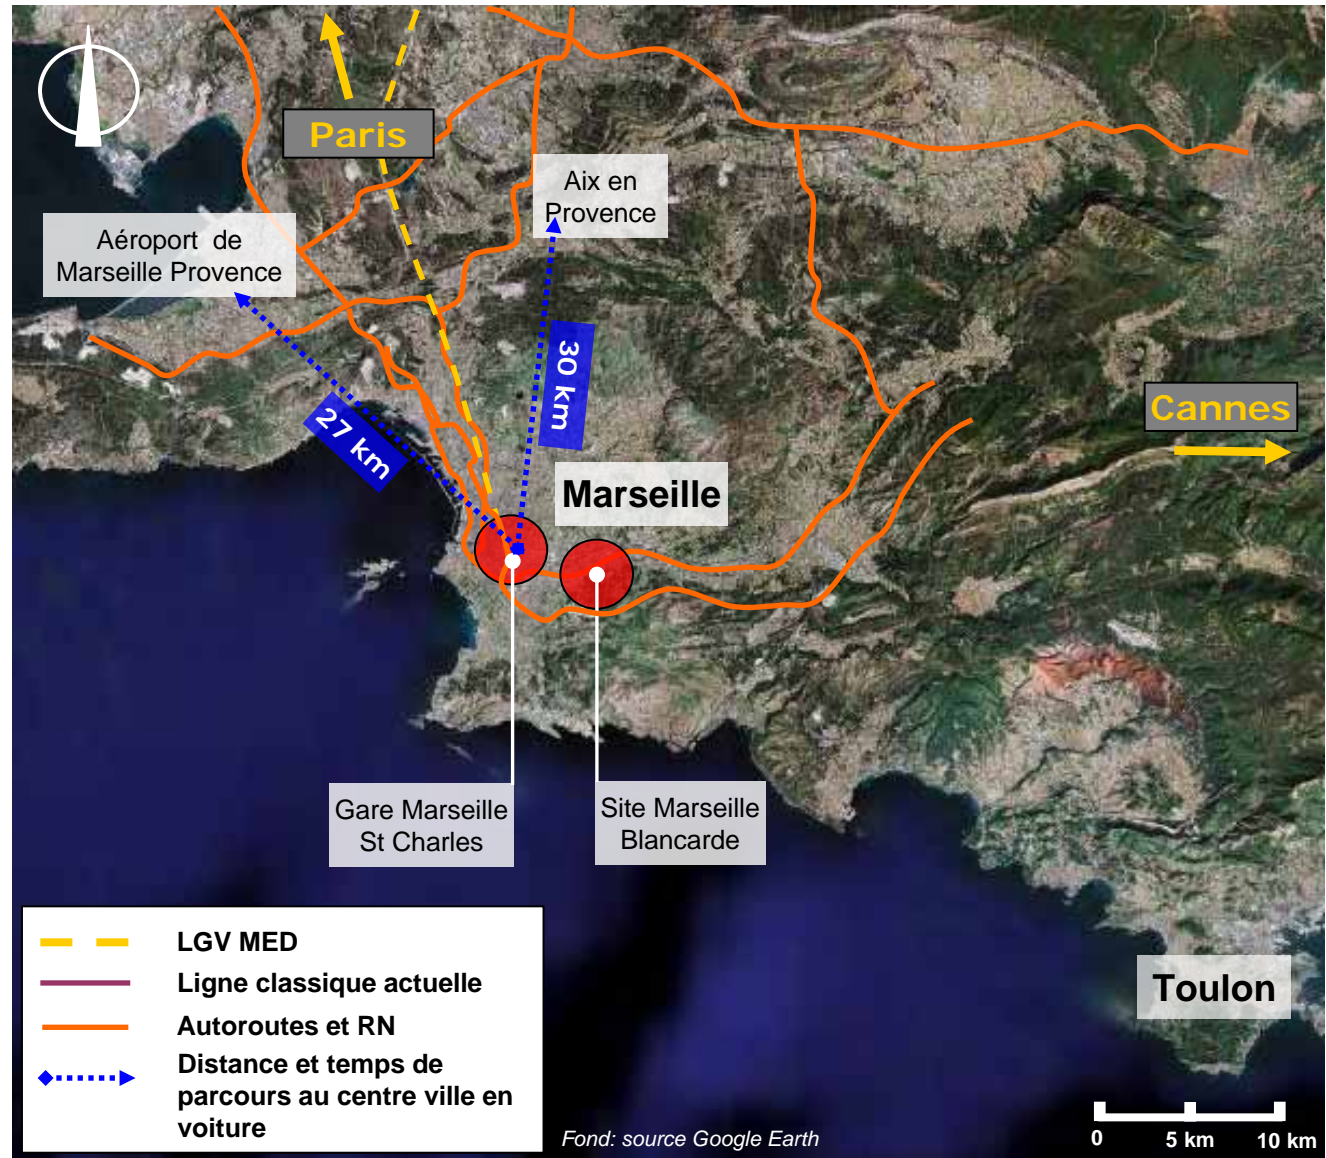 Paris
Aix en
Provence
Aéroport de
Marseille Provence
30 km
27 km
Cannes
Marseille
Gare Marseille
St Charles
Site Marseille
Blancarde
Toulon
LGV MED
Ligne classique actuelle
Autoroutes et RN
Distance et temps de
parcours au centre ville en
voiture
Fond: source Google Earth
0 5 km 10 km